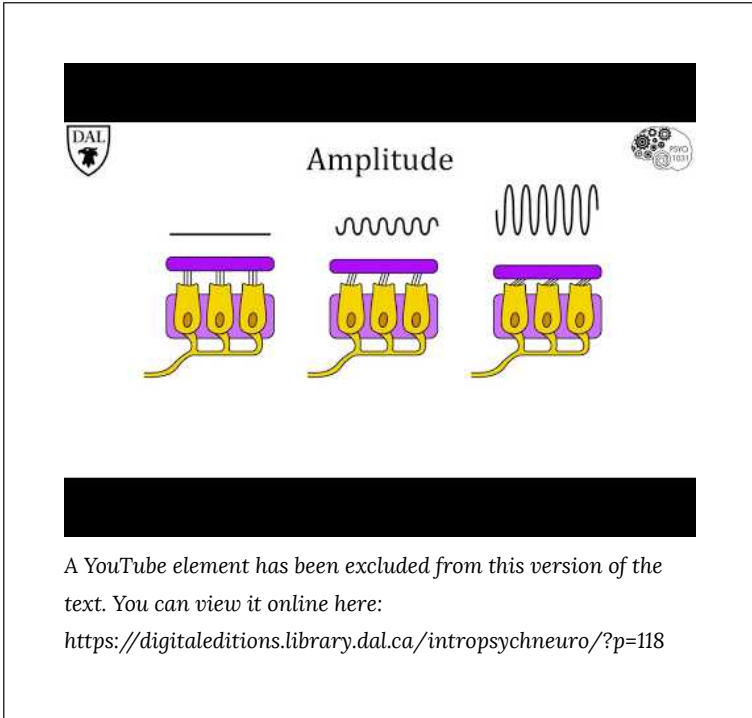 DAL
Amplitude
PSYO
1031
A YouTube element has been excluded from this version of the
text. You can view it online here:
https://digitaleditions.library.dal.ca/intropsychneuro/?p=118